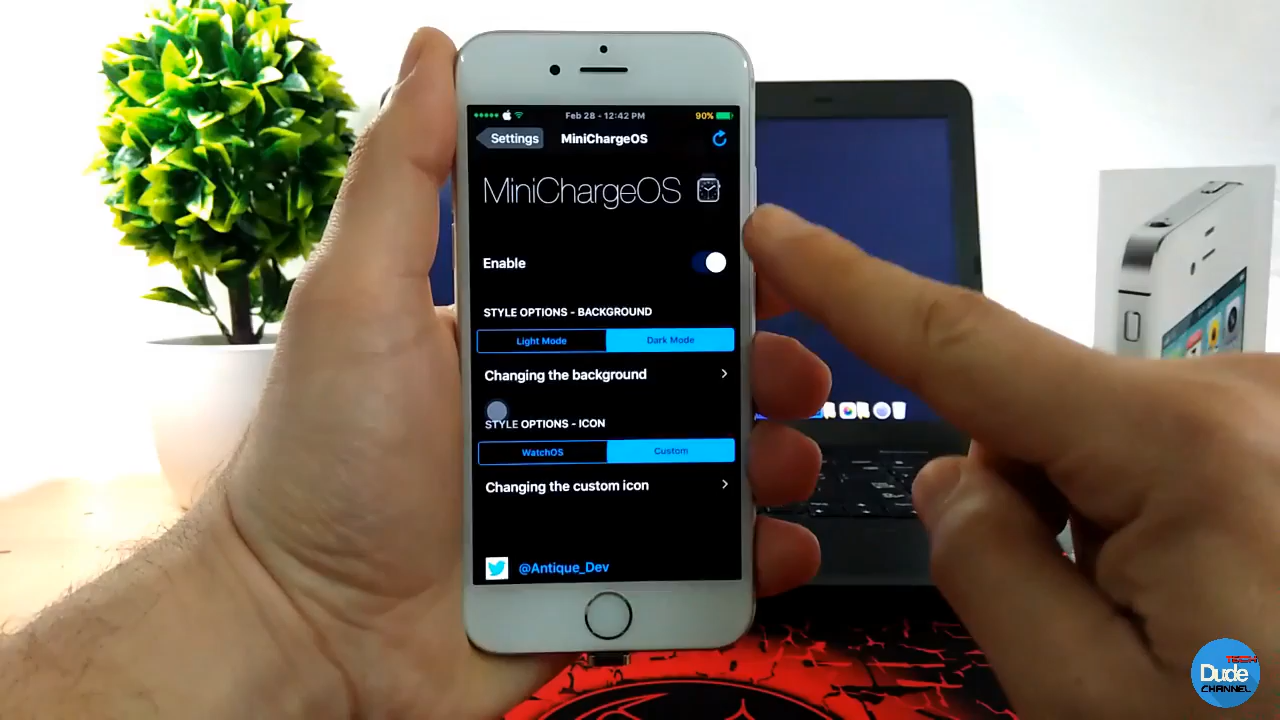 Feb 28 - 12:42 PM
90%
Settings
MiniChargeOS
MiniChargeOS
Enable
STYLE OPTIONS - BACKGROUND
Light Mode
Dark Mode
Changing the background
STYLE OPTIONS - ICON
WatchOS
Custom
Changing the custom icon
@Antique_Dev
TECH
Dude
CHANNEL